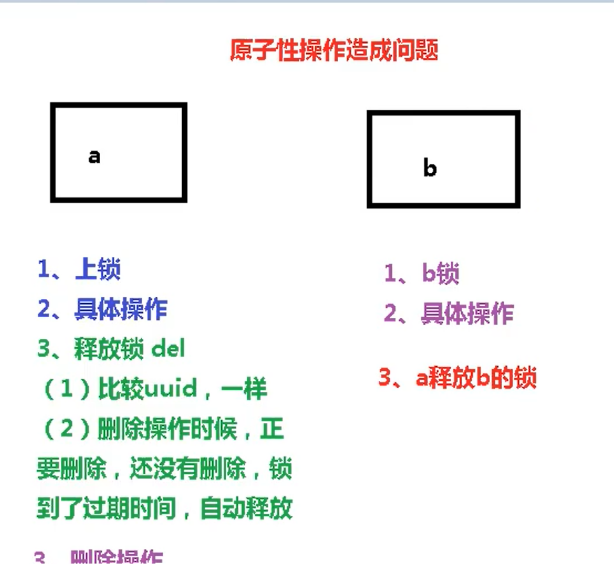 原子性操作造成问题
a
b
1、上锁
2、具体操作
3、释放锁 del
（1）比较uuid，一样
（2）删除操作时候，正
要删除，还没有删除，锁
到了过期时间，自动释放
3、删除操作
1、b锁
2、具体操作
3、a释放b的锁